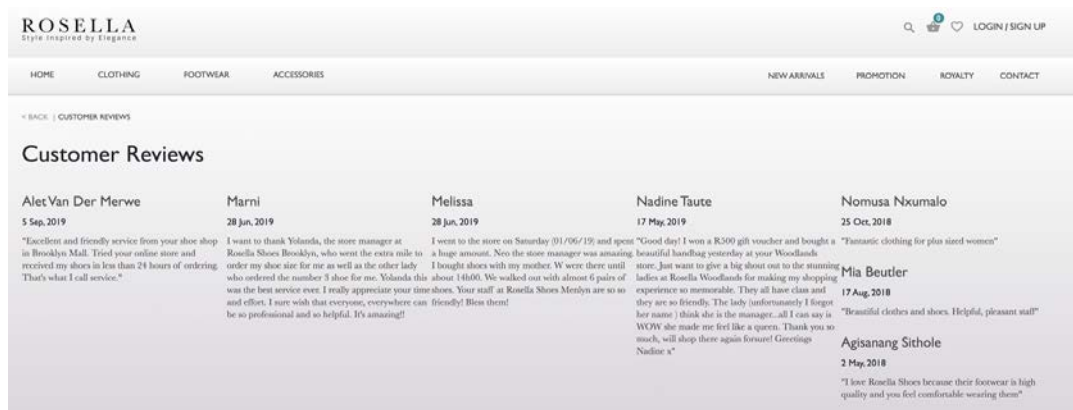 ROSELLA
Style Inspired by Elegance
0
LOGIN / SIGN UP
HOME
CLOTHING
FOOTWEAR
ACCESSORIES
NEW ARRIVALS
PROMOTION
ROYALTY
CONTACT
< BACK | CUSTOMER REVIEWS
Customer Reviews
Alet Van Der Merwe
5 Sep, 2019
"Excellent and friendly service from your shoe shop
in Brooklyn Mall. Tried your online store and
received my shoes in less than 24 hours of ordering.
That's what I call service."
Marni
28 Jun, 2019
I want to thank Yolanda, the store manager at
Rosella Shoes Brooklyn, who went the extra mile to
order my shoe size for me as well as the other lady
who ordered the number 3 shoe for me. Yolanda this
was the best service ever. I really appreciate your time
and effort. I sure wish that everyone, everywhere can
be so professional and so helpful. It's amazing!!
Melissa
28 Jun, 2019
I went to the store on Saturday (01/06/19) and spent
a huge amount. Neo the store manager was amazing.
I bought shoes with my mother. W were there until
about 14h00. We walked out with almost 6 pairs of
shoes. Your staff at Rosella Shoes Menlyn are so so
friendly! Bless them!
Nadine Taute
17 May, 2019
"Good day! I won a R500 gift voucher and bought a
beautiful handbag yesterday at your Woodlands
store. Just want to give a big shout out to the stunning
ladies at Rosella Woodlands for making my shopping
experience so memorable. They all have class and
they are so friendly. The lady (unfortunately I forgot
her name ) think she is the manager...all I can say is
WOW she made me feel like a queen. Thank you so
much, will shop there again forsure! Greetings
Nadine x"
Nomusa Nxumalo
25 Oct, 2018
"Fantastic clothing for plus sized women"
Mia Beutler
17 Aug, 2018
"Beautiful clothes and shoes. Helpful, pleasant staff"
Agisanang Sithole
2 May, 2018
"I love Rosella Shoes because their footwear is high
quality and you feel comfortable wearing them"